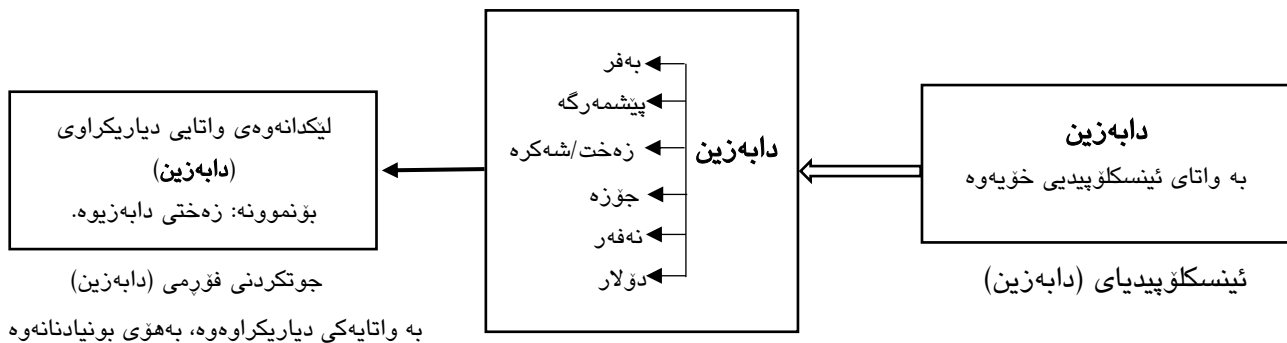 دابەزین
بە واتای ئینسکلۆپیدیی خۆیەوە
ئینسکلۆپیدیای (دابەزین)
دابەزین
بەفر
پێشمەرگە
زەخت/شەکرە
جۆزە
نەفەر
دۆلار
لێکدانەوەی واتایی دیاریکراوی
(دابەزین)
بۆنموونە: زەختی دابەزیوە.
جوتکردنی فۆڕمی (دابەزین)
بە واتایەکی دیاریکراوەوە، بەهۆی بونیادنانەوە